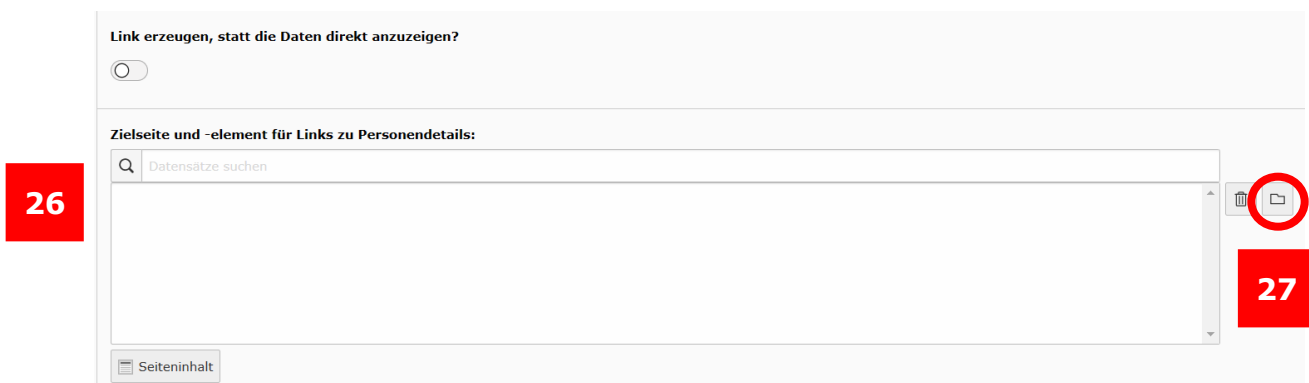 Link erzeugen, statt die Daten direkt anzuzeigen?
Zielseite und -element für Links zu Personendetails:
Datensätze suchen
26
27
Seiteninhalt